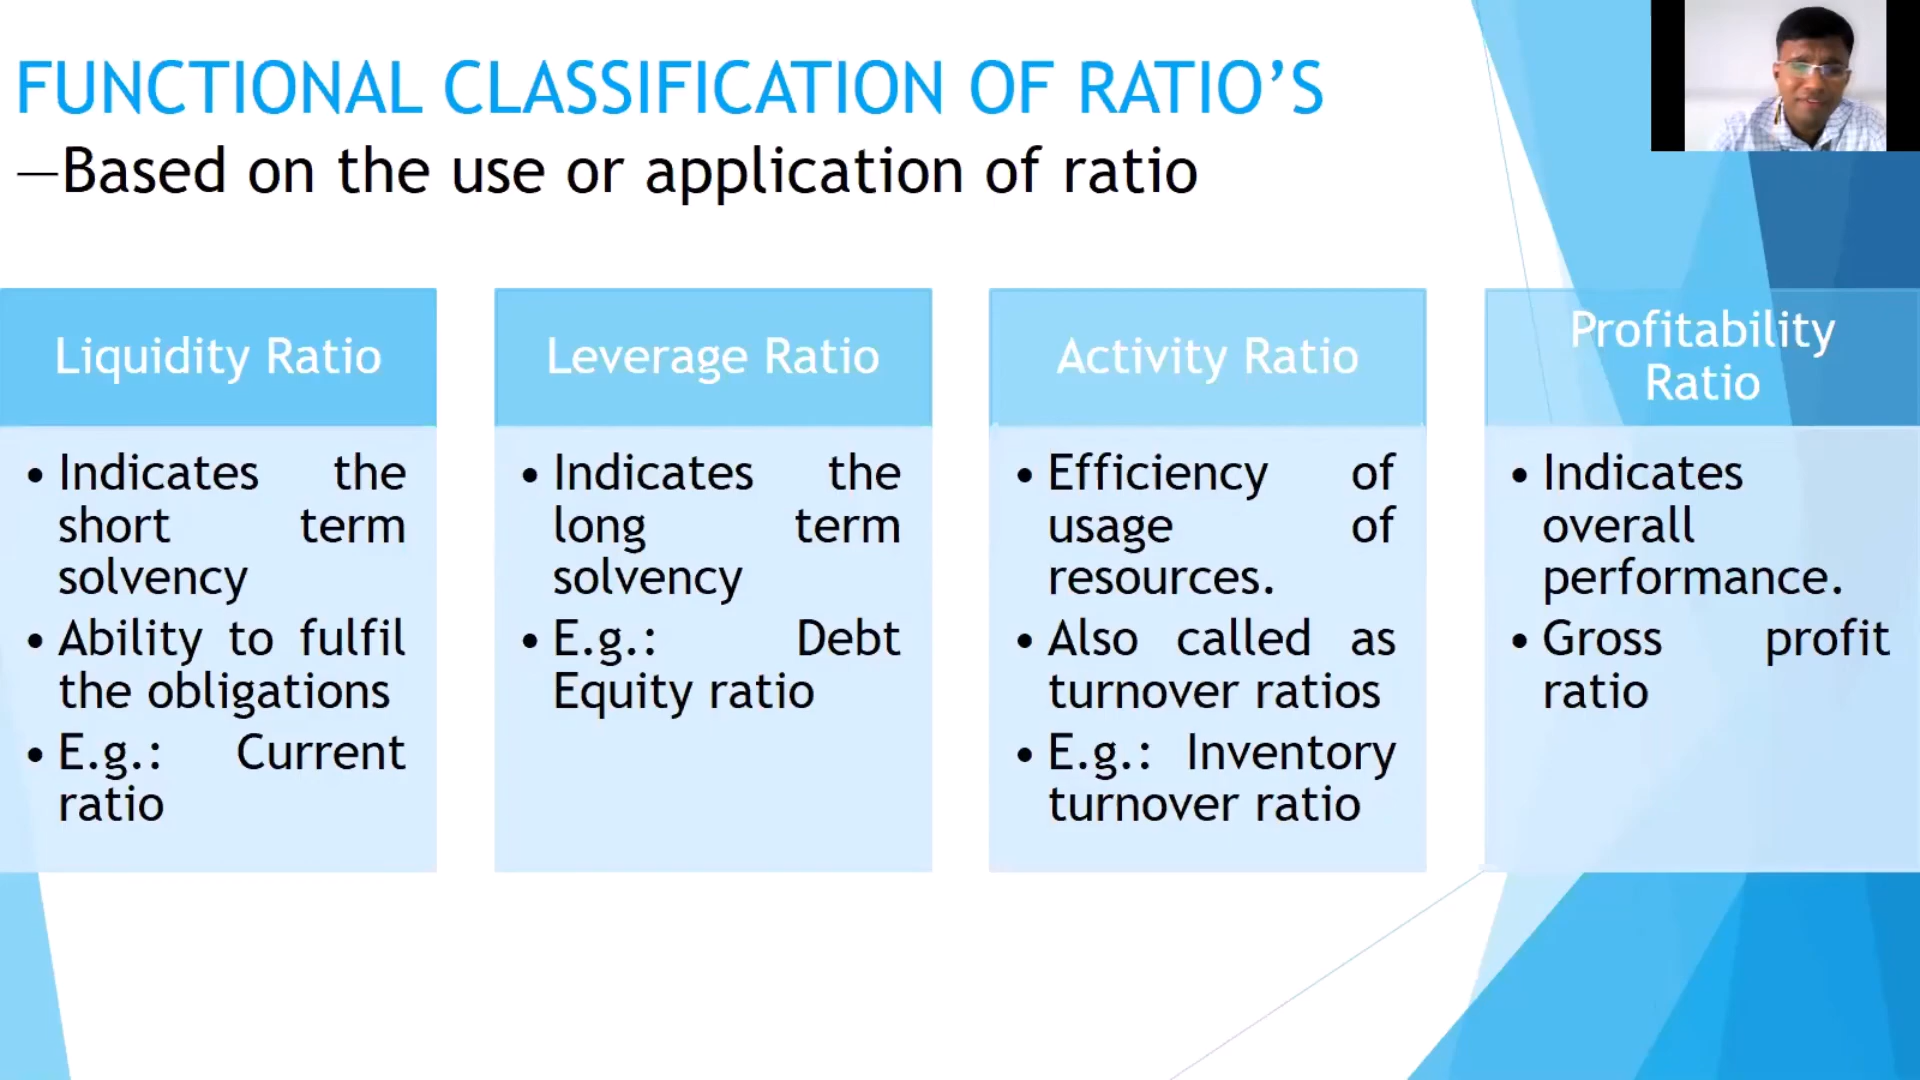 FUNCTIONAL CLASSIFICATION OF RATIO’S
—Based on the use or application of ratio
Liquidity Ratio
• Indicates the
short term
solvency
• Ability to fulfil
the obligations
• E.g.: Current
ratio
Leverage Ratio
• Indicates the
long term
solvency
• E.g.: Debt
Equity ratio
Activity Ratio
• Efficiency of
usage of
resources.
• Also called as
turnover ratios
• E.g.: Inventory
turnover ratio
Profitability
Ratio
• Indicates
overall
performance.
• Gross profit
ratio